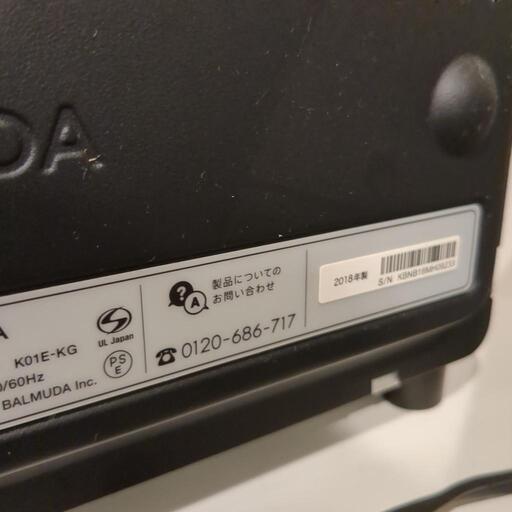 DA
A
K01E-KG
/60Hz
BALMUDA Inc.
UL Japan
PS
E
?
A
製品についての
お問い合わせ
☎0120-686-717
2018年製
S/N. KBNB18MH09233